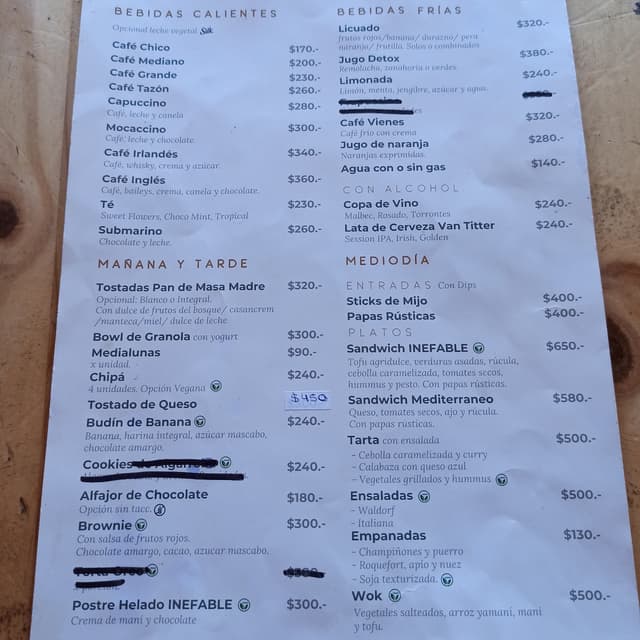 BEBIDAS CALIENTES
Opcional leche vegetal Silk
Café Chico $170.-
Café Mediano $200.-
Café Grande $230.-
Café Tazón $260.-
Capuccino $280.-
Café, leche y canela
Mocaccino $300.-
Café, leche y chocolate.
Café Irlandés $340.-
Café, whisky, crema y azúcar.
Café Inglés $360.-
Café, baileys, crema, canela y chocolate.
Té $230.-
Sweet Flowers, Choco Mint, Tropical
Submarino $260.-
Chocolate y leche.
MAÑANA Y TARDE
Tostadas Pan de Masa Madre $320.-
Opcional: Blanco o Integral.
Con dulce de frutos del bosque/ casancrem
/manteca/miel/ dulce de leche
Bowl de Granola con yogurt $300.-
Medialunas $90.-
x unidad.
Chipá $240.-
4 unidades. Opción Vegana
Tostado de Queso $450
Budín de Banana $240.-
Banana, harina integral, azúcar mascabo,
chocolate amargo.
Cookies $240.-
Alfajor de Chocolate $180.-
Opción sin tacc.
Brownie $300.-
Con salsa de frutos rojos.
Chocolate amargo, cacao, azucar mascabo.
Postre Helado INEFABLE $300.-
Crema de maní y chocolate
BEBIDAS FRÍAS
Licuado $320.-
frutos rojos/banana/ durazno/ pera
naranja/ frutilla. Solos o combinados
Jugo Detox $380.-
Remolacha, zanahoria o verdes.
Limonada $240.-
Limón, menta, jengibre, azúcar y agua.
Café Vienes $320.-
Café frío con crema
Jugo de naranja $280.-
Naranjas exprimidas.
Agua con o sin gas $140.-
CON ALCOHOL
Copa de Vino $240.-
Malbec, Rosado, Torrontes
Lata de Cerveza Van Titter $240.-
Session IPA, Irish, Golden
MEDIODÍA
ENTRADAS Con Dips
Sticks de Mijo $400.-
Papas Rústicas $400.-
PLATOS
Sandwich INEFABLE $650.-
Tofu agridulce, verduras asadas, rúcula,
cebolla caramelizada, tomates secos,
hummus y pesto. Con papas rústicas.
Sandwich Mediterraneo $580.-
Queso, tomates secos, ajo y rúcula.
Con papas rusticas.
Tarta con ensalada $500.-
- Cebolla caramelizada y curry
- Calabaza con queso azul
- Vegetales grillados y hummus
Ensaladas $500.-
- Waldorf
- Italiana
Empanadas $130.-
- Champiñones y puerro
- Roquefort, apio y nuez
- Soja texturizada.
Wok $500.-
Vegetales salteados, arroz yamaní, maní
y tofu.